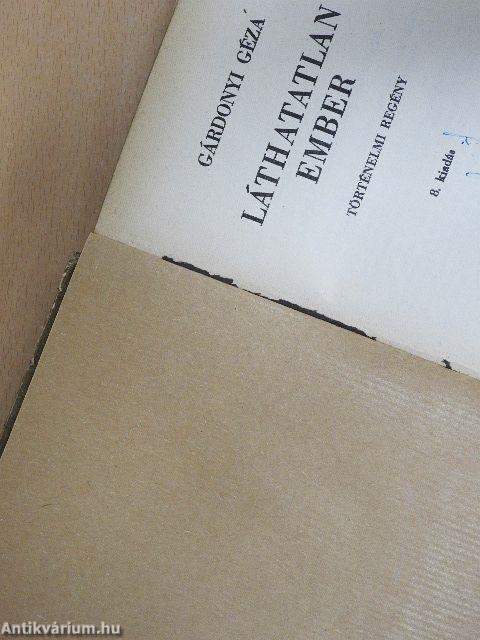 GÁRDONYI GÉZA
LÁTHATATLAN
EMBER
TÖRTÉNELMI REGÉNY
8. kiadás
Antikvárium.hu